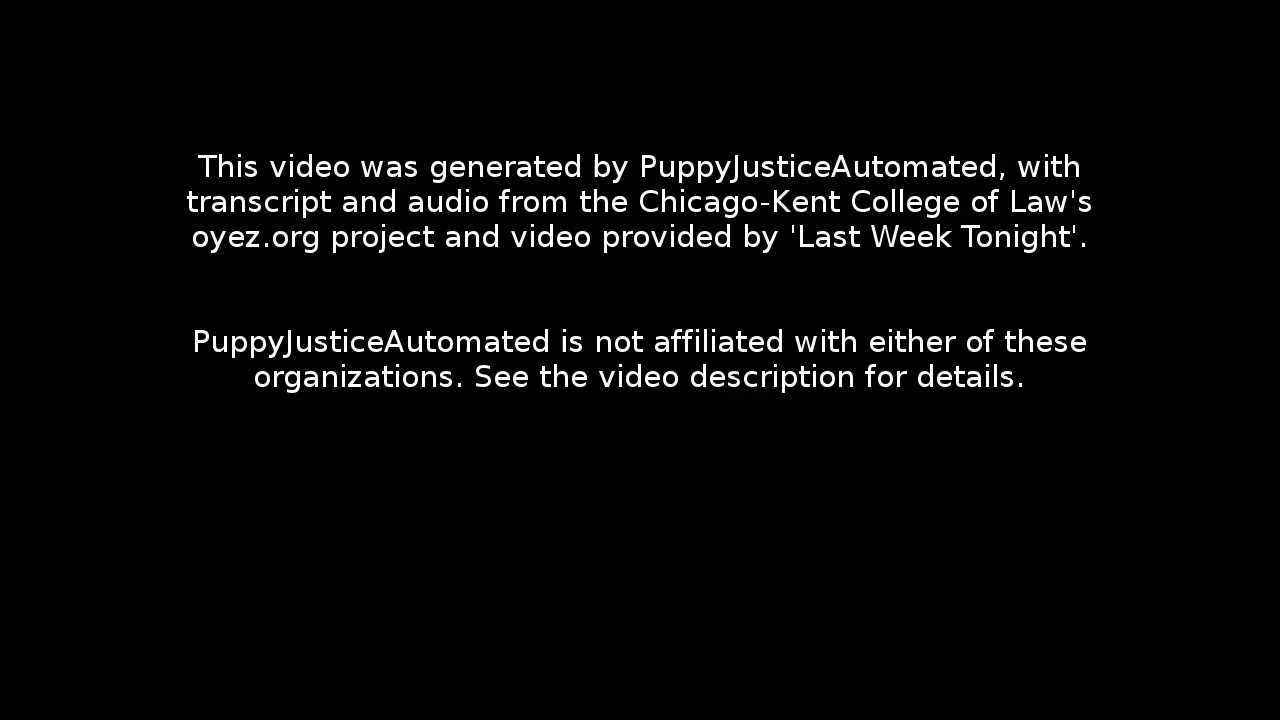 This video was generated by PuppyJusticeAutomated, with
transcript and audio from the Chicago-Kent College of Law's
oyez.org project and video provided by 'Last Week Tonight'.
PuppyJusticeAutomated is not affiliated with either of these
organizations. See the video description for details.